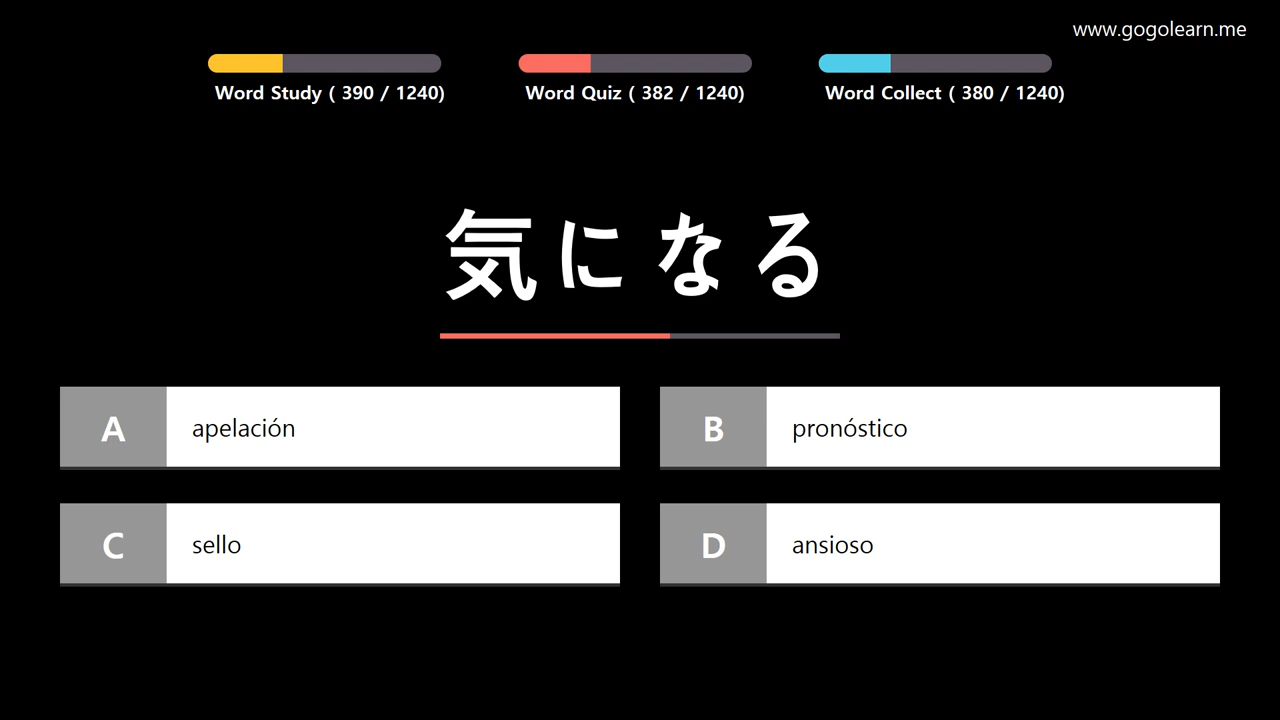 www.gogolearn.me
Word Study ( 390 / 1240)
Word Quiz ( 382 / 1240)
Word Collect ( 380 / 1240)
気になる
A apelación
B pronóstico
C sello
D ansioso